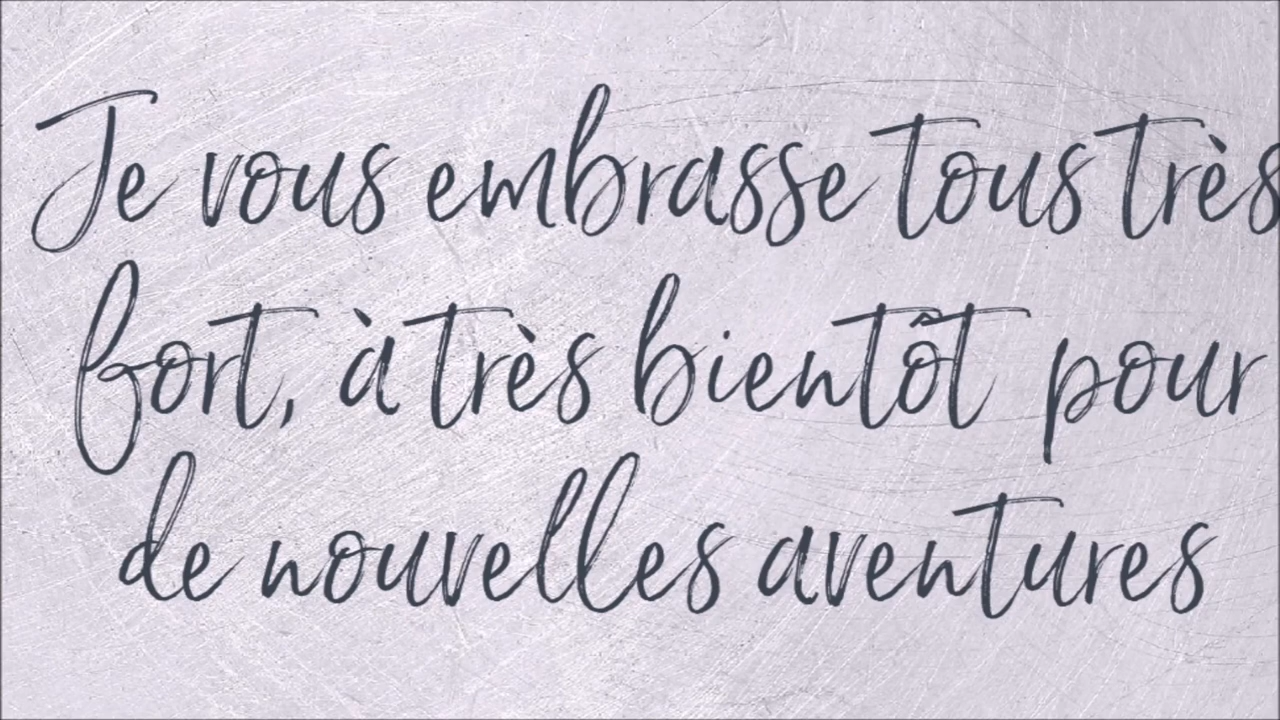 Je vous embrasse tous très
fort, à très bientôt pour
de nouvelles aventures